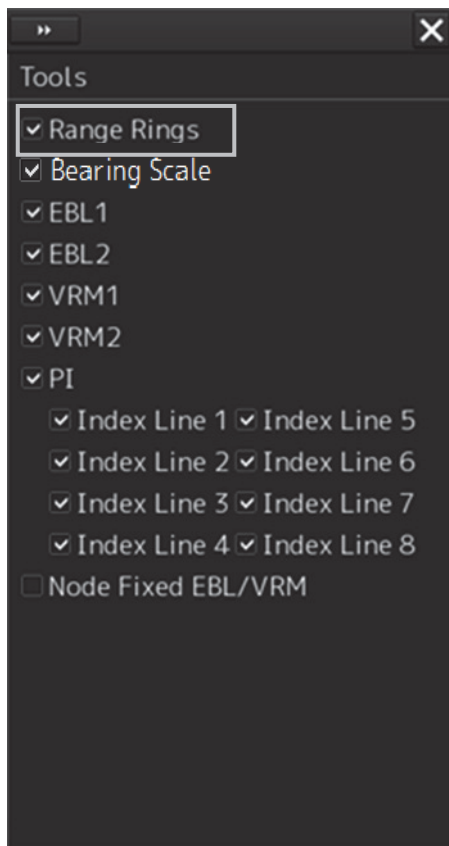 Tools
Range Rings
Bearing Scale
EBL1
EBL2
VRM1
VRM2
PI
Index Line 1 Index Line 5
Index Line 2 Index Line 6
Index Line 3 Index Line 7
Index Line 4 Index Line 8
Node Fixed EBL/VRM